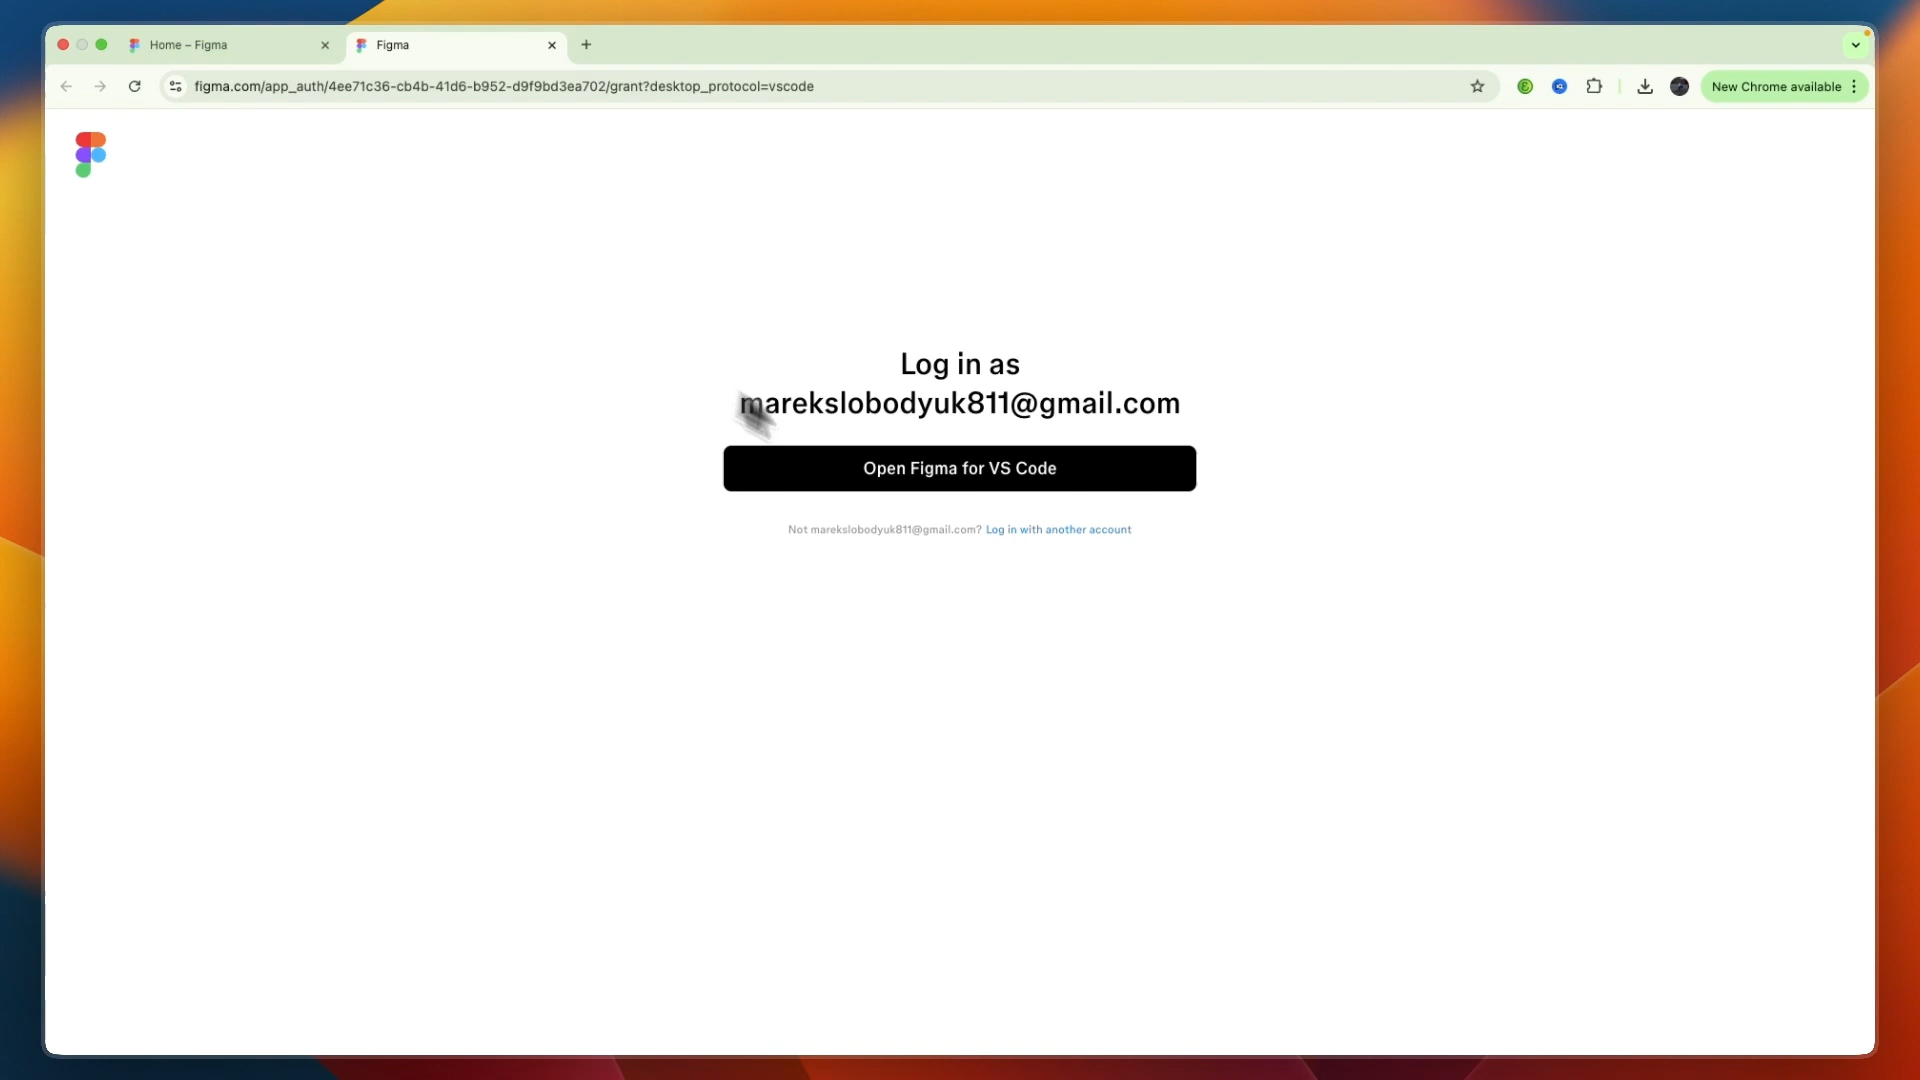 Home – Figma
Figma
figma.com/app_auth/4ee71c36-cb4b-41d6-b952-d9f9bd3ea702/grant?desktop_protocol=vscode
New Chrome available
Log in as
marekslobodyuk811@gmail.com
Open Figma for VS Code
Not marekslobodyuk811@gmail.com? Log in with another account